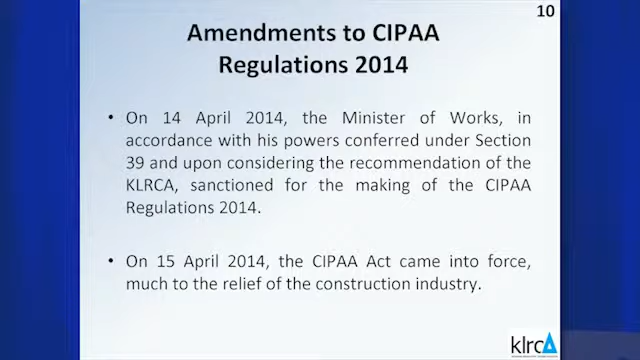 10
Amendments to CIPAA
Regulations 2014
• On 14 April 2014, the Minister of Works, in
accordance with his powers conferred under Section
39 and upon considering the recommendation of the
KLRCA, sanctioned for the making of the CIPAA
Regulations 2014.
• On 15 April 2014, the CIPAA Act came into force,
much to the relief of the construction industry.
klrca